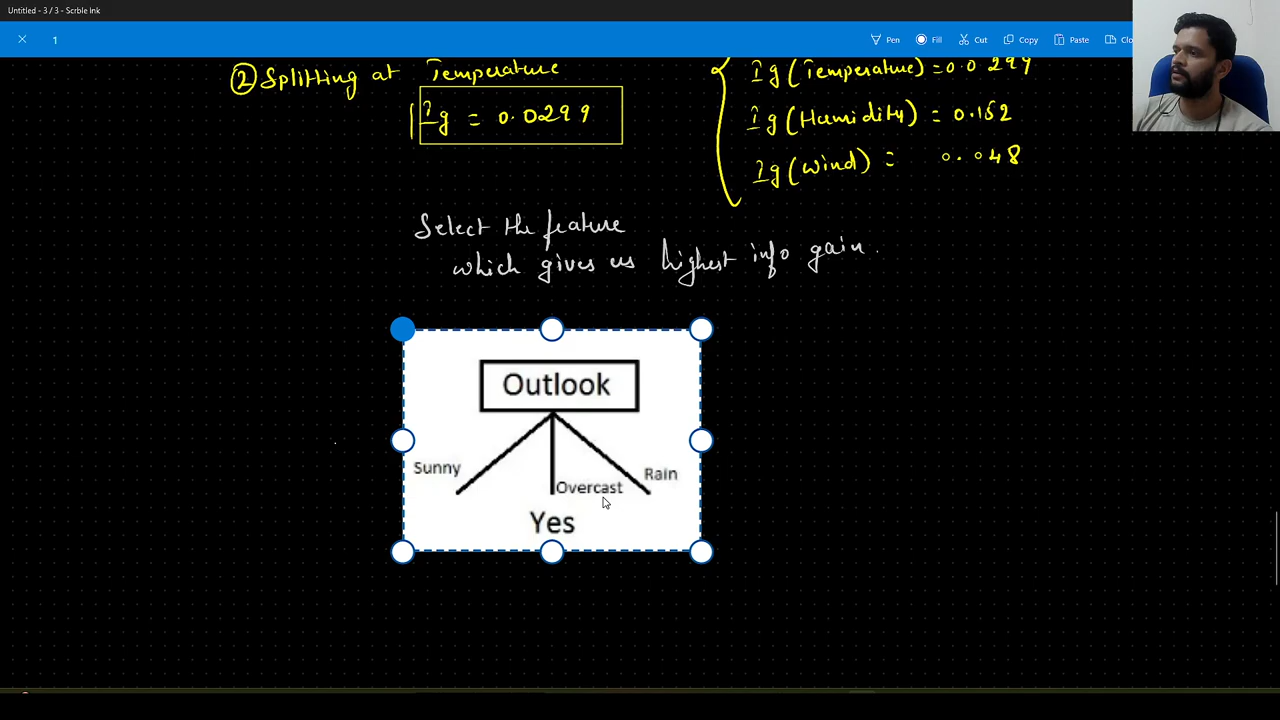 Untitled - 3 / 3 - Scrble Ink
1
Pen Fill Cut Copy Paste Clo
② Splitting at Temperature
Ig = 0.0299
Ig (Temperature) = 0.0299
Ig (Humidity) = 0.152
Ig (Wind) = 0.048
Select the feature
which gives us highest info gain.
Outlook
Sunny
Rain
Overcast
Yes